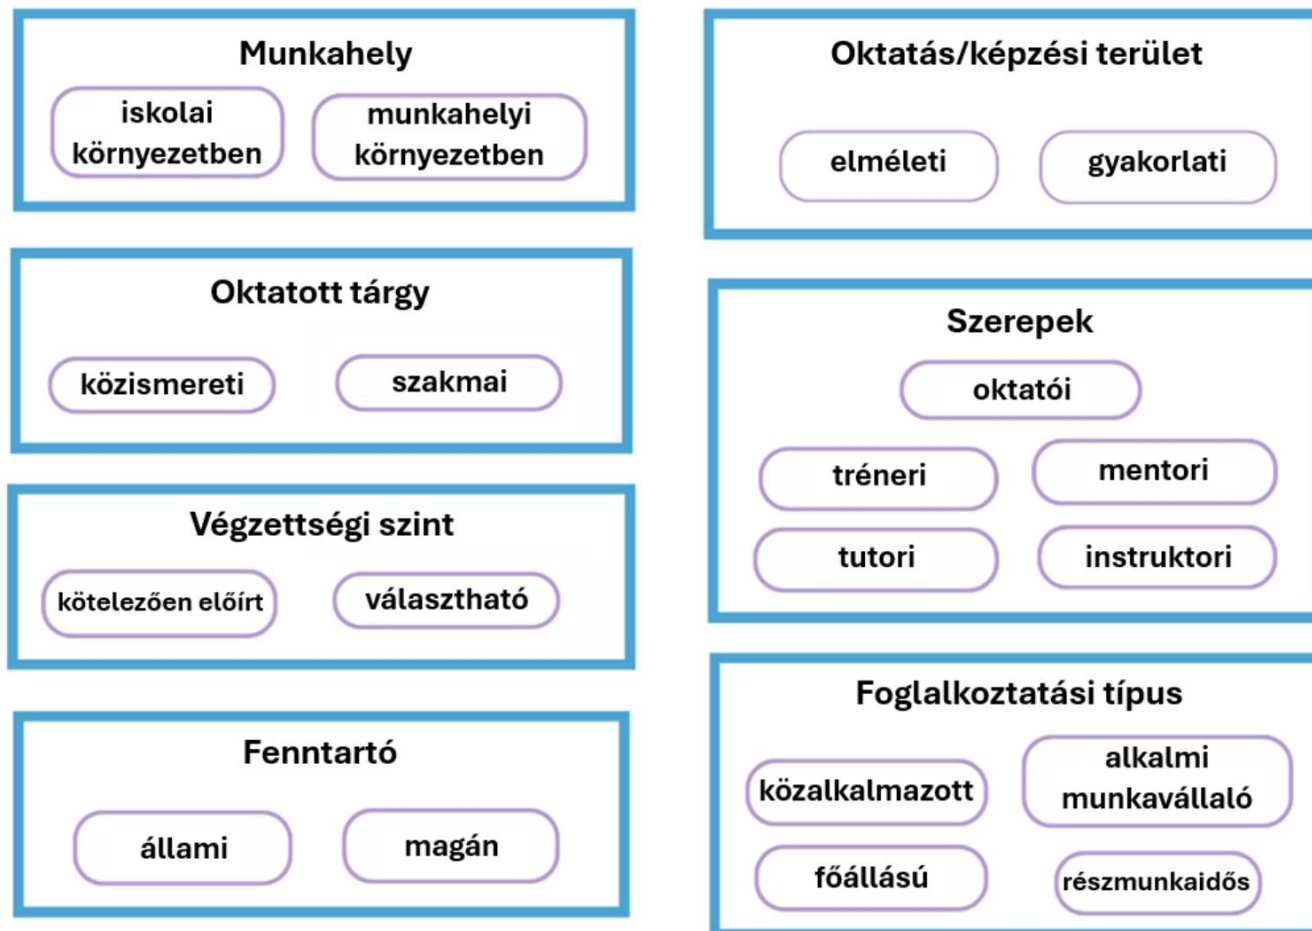 Munkahely
iskolai
környezetben
munkahelyi
környezetben
Oktatott tárgy
közismereti
szakmai
Végzettségi szint
kötelezően előírt
választható
Fenntartó
állami
magán
Oktatás/képzési terület
elméleti
gyakorlati
Szerepek
oktatói
tréneri
mentori
tutori
instruktori
Foglalkoztatási típus
közalkalmazott
alkalmi
munkavállaló
főállású
részmunkaidős